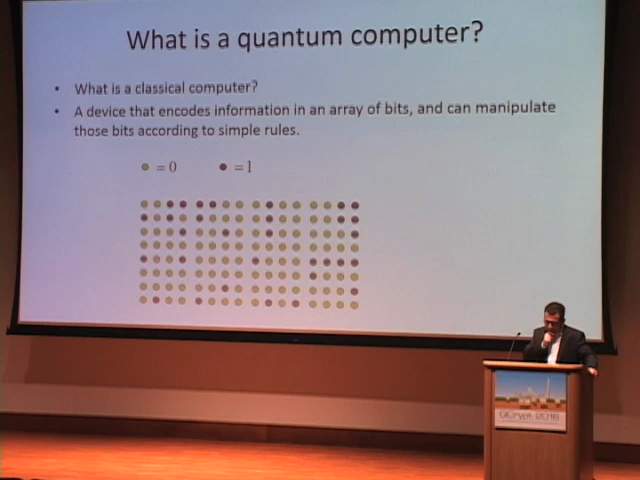 What is a quantum computer?
• What is a classical computer?
• A device that encodes information in an array of bits, and can manipulate
those bits according to simple rules.
= 0 = 1